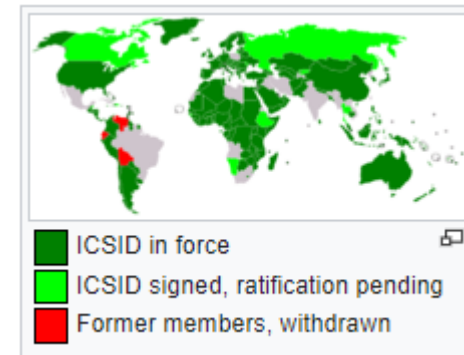 ICSID in force
ICSID signed, ratification pending
Former members, withdrawn